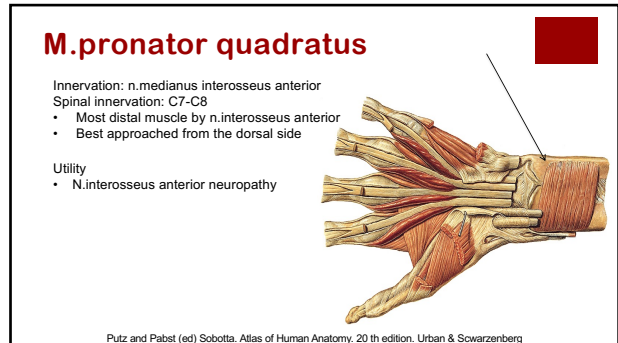 M.pronator quadratus
Innervation: n.medianus interosseus anterior
Spinal innervation: C7-C8
• Most distal muscle by n.interosseus anterior
• Best approached from the dorsal side
Utility
• N.interosseus anterior neuropathy
Putz and Pabst (ed) Sobotta. Atlas of Human Anatomy. 20 th edition. Urban & Scwarzenberg